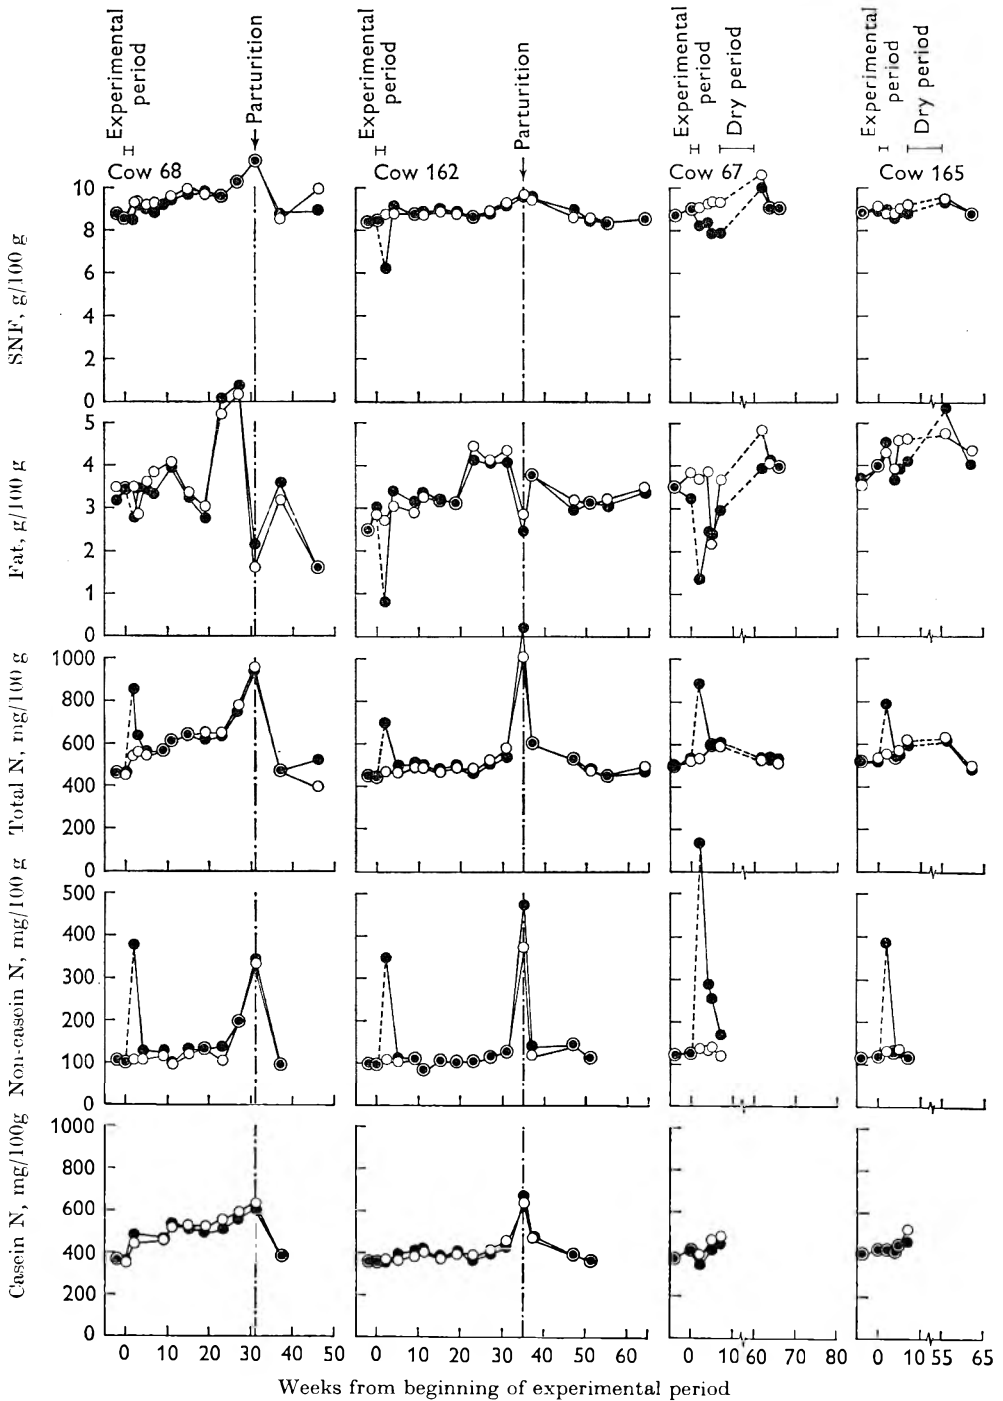 Experimental period
Parturition
Experimental period
Parturition
Experimental period
Dry period
Experimental period
Dry period
Cow 68
Cow 162
Cow 67
Cow 165
SNF, g/100 g
10
8
6
4
2
0
Fat, g/100 g
5
4
3
2
1
0
Total N, mg/100 g
1000
800
600
400
200
0
Non-casein N, mg/100 g
500
400
300
200
100
0
Casein N, mg/100g
1000
800
600
400
200
0
0 10 20 30 40 50 0 10 20 30 40 50 60 0 10 60 70 80 0 10 55 65
Weeks from beginning of experimental period